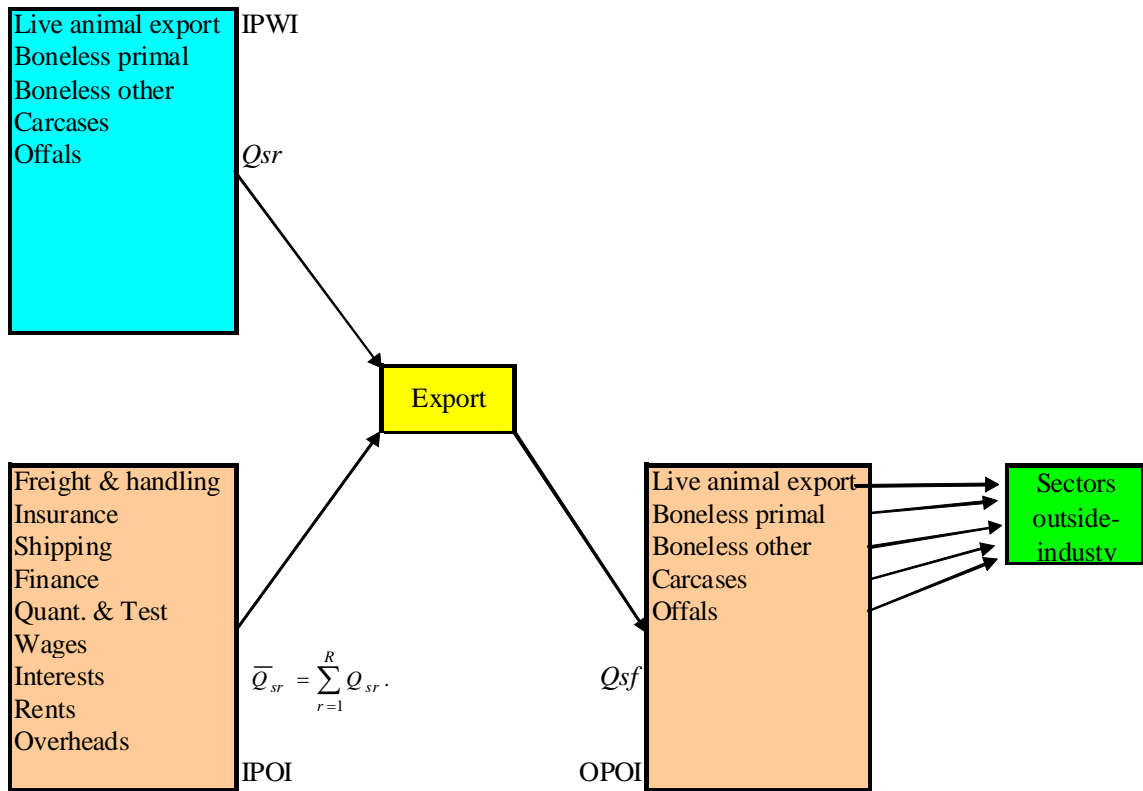 Live animal export
Boneless primal
Boneless other
Carcases
Offals
IPWI
Qsr
Export
Freight & handling
Insurance
Shipping
Finance
Quant. & Test
Wages
Interests
Rents
Overheads
Q̅ sr = ∑ r=1 R Q sr .
IPOI
Live animal export
Boneless primal
Boneless other
Carcases
Offals
Qsf
OPOI
Sectors
outside-
industy